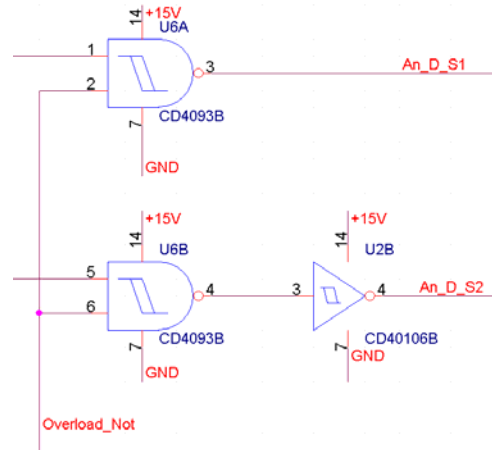 14
+15V
U6A
1
3
An_D_S1
2
CD4093B
7
GND
14
+15V
14
+15V
U6B
U2B
5
4
3
4
An_D_S2
6
CD4093B
CD40106B
7
7
GND
GND
Overload_Not